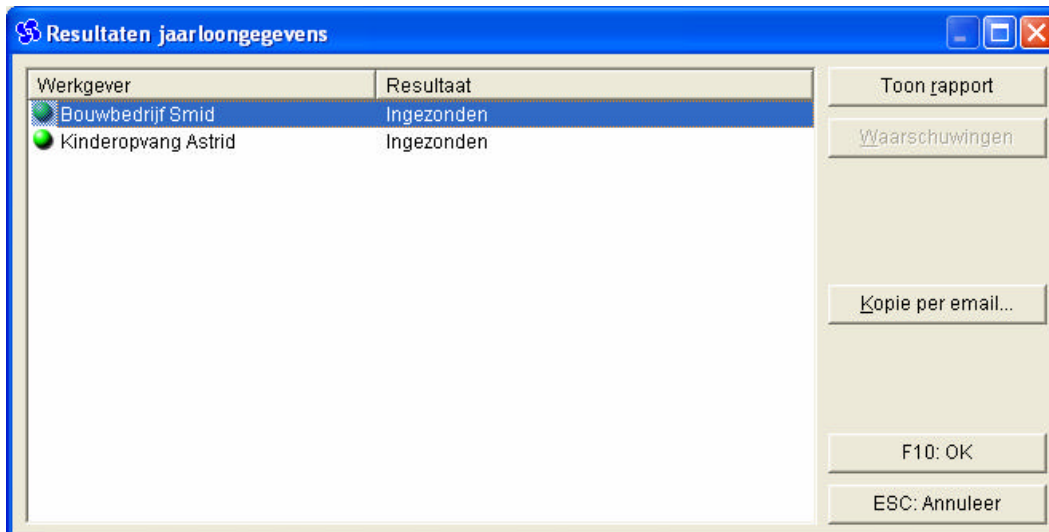 Resultaten jaarloongegevens
Werkgever Resultaat
Bouwbedrijf Smid Ingezonden
Kinderopvang Astrid Ingezonden
Toon rapport
Waarschuwingen
Kopie per email...
F10: OK
ESC: Annuleer